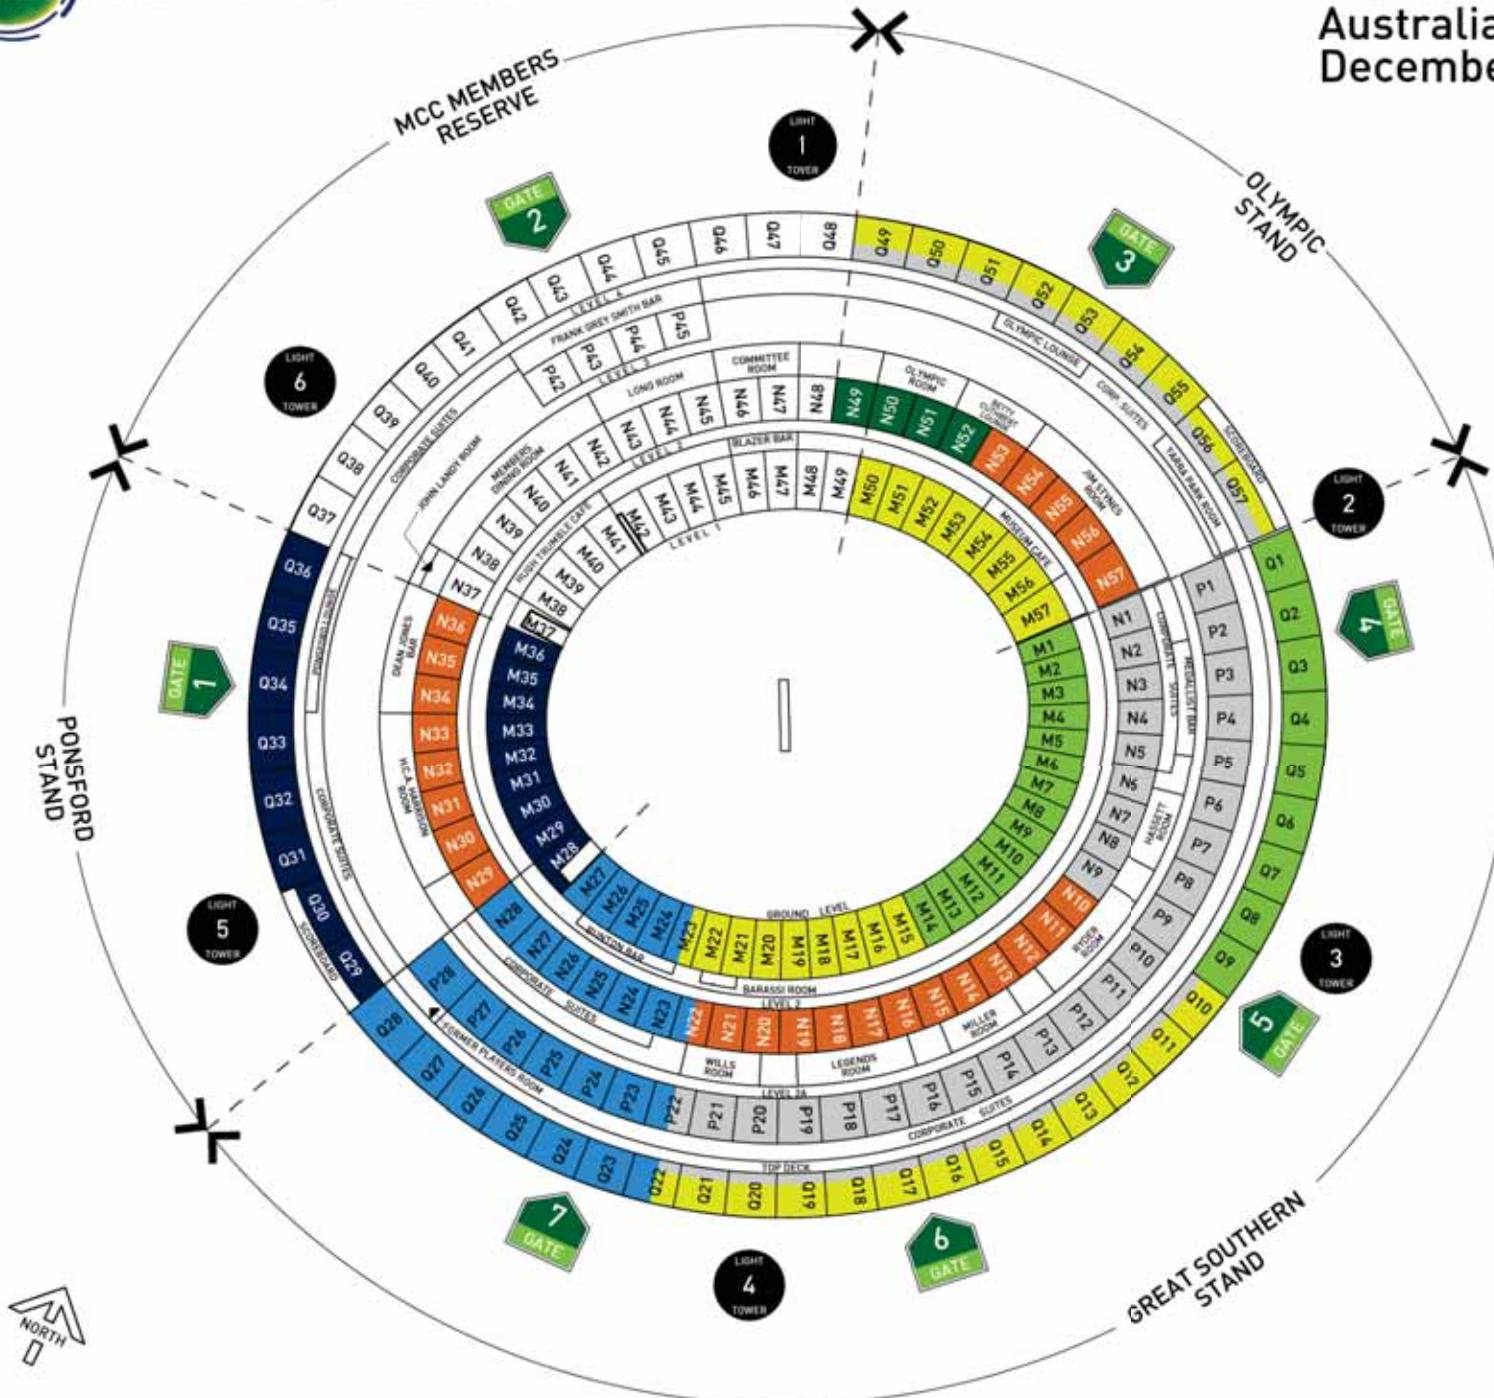 Australia
Decembe
MCC MEMBERS
RESERVE
OLYMPIC
STAND
PONSFORD
STAND
GREAT SOUTHERN
STAND
LIGHT
1
TOWER
LIGHT
2
TOWER
LIGHT
3
TOWER
LIGHT
4
TOWER
LIGHT
5
TOWER
LIGHT
6
TOWER
GATE
1
GATE
2
GATE
3
GATE
4
GATE
5
GATE
6
GATE
7
Q1
Q2
Q3
Q4
Q5
Q6
Q7
Q8
Q9
Q10
Q11
Q12
Q13
Q14
Q15
Q16
Q17
Q18
Q19
Q20
Q21
Q22
Q23
Q24
Q25
Q26
Q27
Q28
Q29
Q30
Q31
Q32
Q33
Q34
Q35
Q36
Q37
Q38
Q39
Q40
Q41
Q42
Q43
Q44
Q45
Q46
Q47
Q48
Q49
Q50
Q51
Q52
Q53
Q54
Q55
Q56
Q57
SCOREBOARD
SCOREBOARD
LEVEL 4
FRANK GREY SMITH BAR
P42
P43
P44
P45
LEVEL 3
CORPORATE SUITES
JOHN LANDY ROOM
MEMBERS
DINING ROOM
LONG ROOM
COMMITTEE
ROOM
OLYMPIC
ROOM
BETTY
CUTHBERT
LOUNGE
JIM STYNES
ROOM
OLYMPIC LOUNGE
CORP. SUITES
YARRA PARK ROOM
P1
P2
P3
P4
P5
P6
P7
P8
P9
P10
P11
P12
P13
P14
P15
P16
P17
P18
P19
P20
P21
P22
P23
P24
P25
P26
P27
P28
CORPORATE SUITES
MEDALLIST BAR
HASSETT
ROOM
RYDER
ROOM
MILLER
ROOM
LEGENDS
ROOM
WILLS
ROOM
CORPORATE SUITES
FORMER PLAYERS ROOM
LEVEL 2A
CORPORATE SUITES
TOP DECK
PONSFORD LOUNGE
CORPORATE SUITES
DEAN JONES
BAR
H.C.A. HARRISON
ROOM
N1
N2
N3
N4
N5
N6
N7
N8
N9
N10
N11
N12
N13
N14
N15
N16
N17
N18
N19
N20
N21
N22
N23
N24
N25
N26
N27
N28
N29
N30
N31
N32
N33
N34
N35
N36
N37
N38
N39
N40
N41
N42
N43
N44
N45
N46
N47
N48
N49
N50
N51
N52
N53
N54
N55
N56
N57
LEVEL 2
LEVEL 2
BLAZER BAR
HUGH TRUMBLE CAFE
MUSEUM CAFE
BUNTON BAR
BARASSI ROOM
M1
M2
M3
M4
M5
M6
M7
M8
M9
M10
M11
M12
M13
M14
M15
M16
M17
M18
M19
M20
M21
M22
M23
M24
M25
M26
M27
M28
M29
M30
M31
M32
M33
M34
M35
M36
M37
M38
M39
M40
M41
M42
M43
M44
M45
M46
M47
M48
M49
M50
M51
M52
M53
M54
M55
M56
M57
LEVEL 1
GROUND LEVEL
NORTH